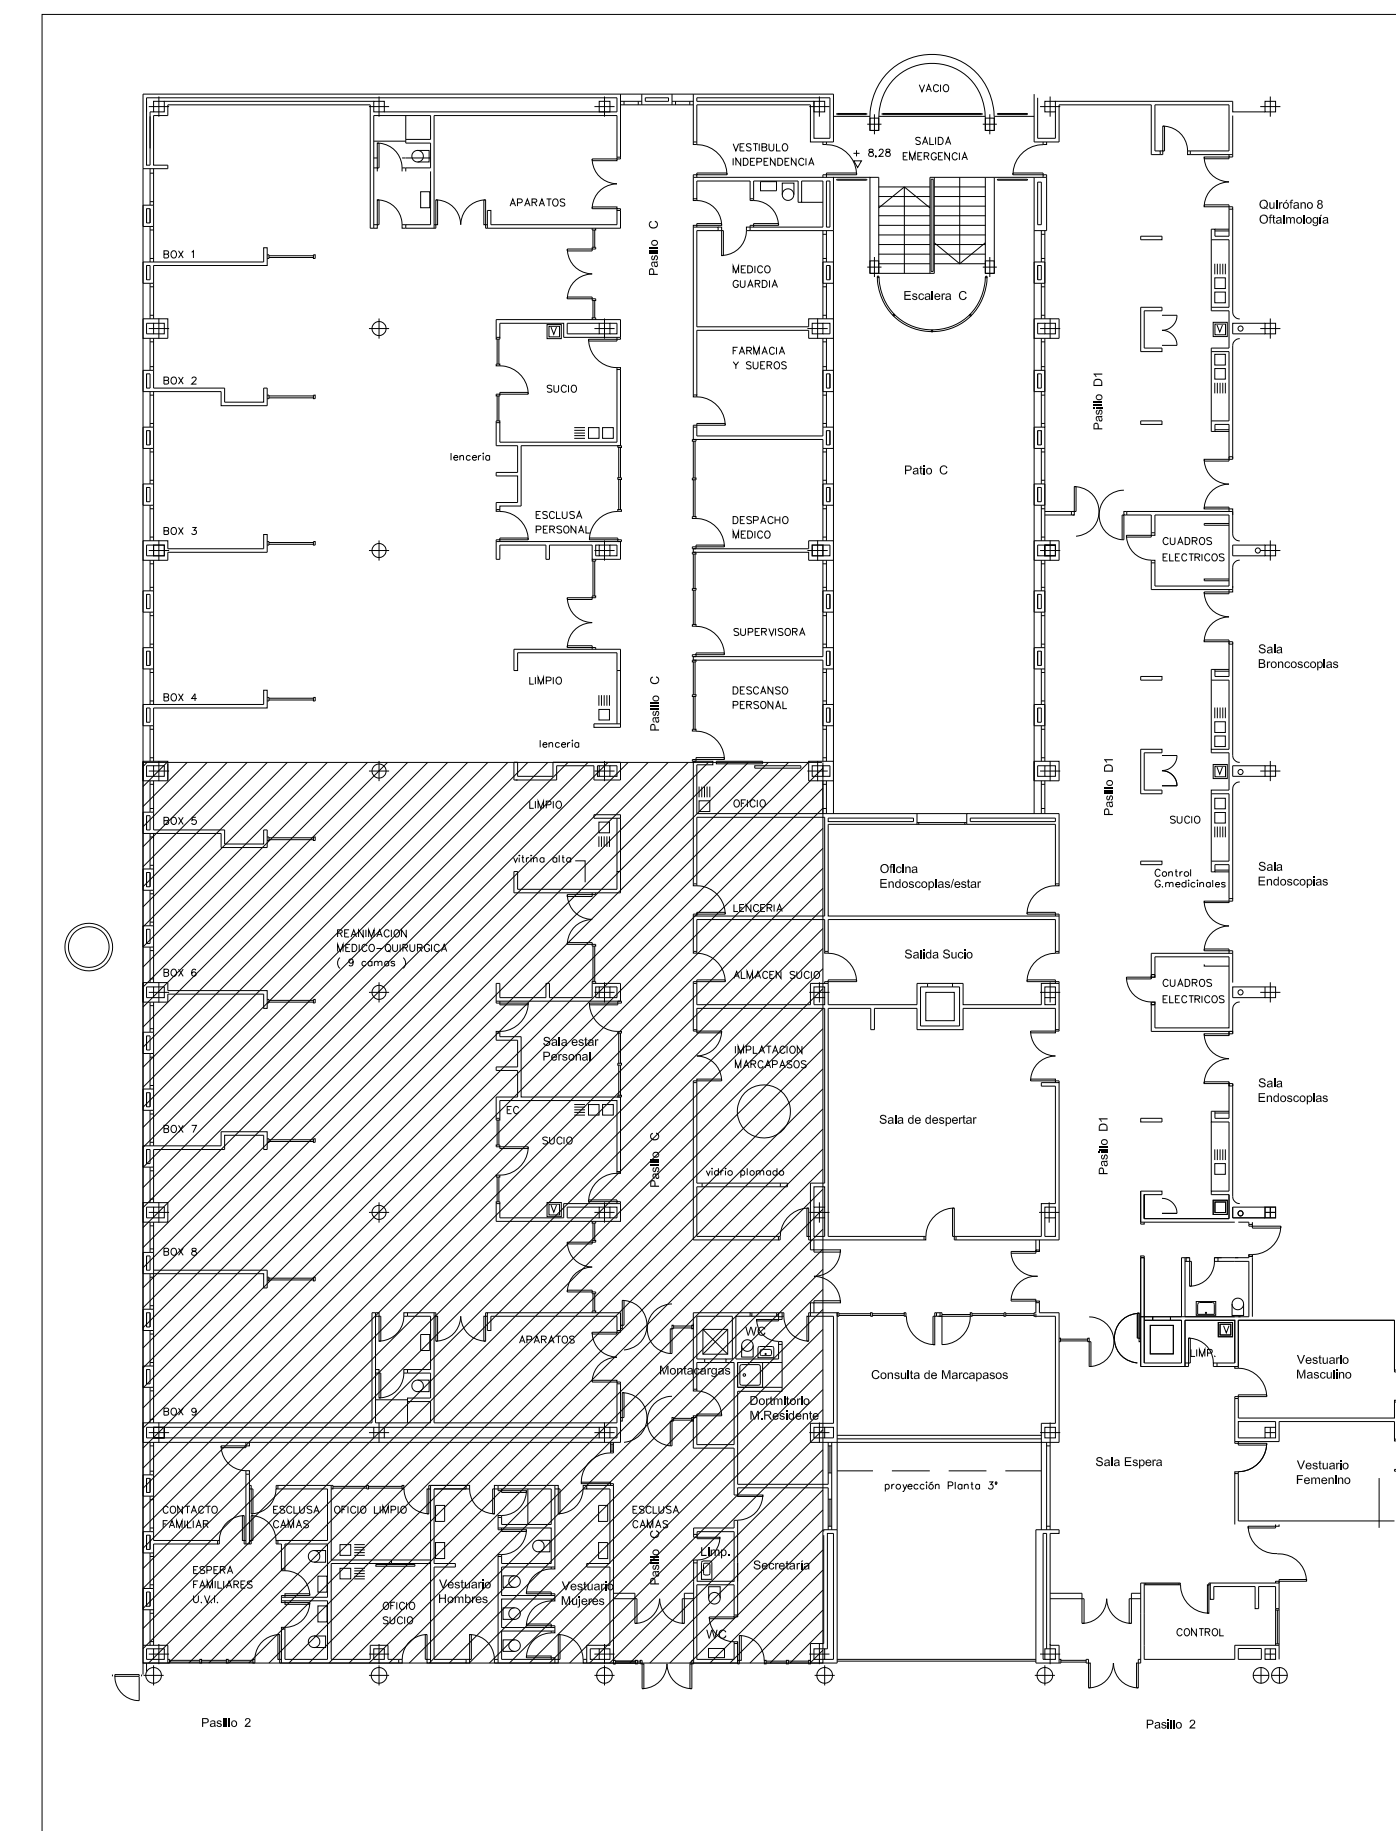 VACIO
SALIDA
EMERGENCIA
+ 8,28
VESTIBULO
INDEPENDENCIA
APARATOS
Quirófano 8
Oftalmología
Pasillo C
BOX 1
MEDICO
GUARDIA
Escalera C
FARMACIA
Y SUEROS
BOX 2
SUCIO
V
V
Pasillo D1
lenceria
Patio C
ESCLUSA
PERSONAL
BOX 3
DESPACHO
MEDICO
CUADROS
ELECTRICOS
SUPERVISORA
Sala
Broncoscopias
LIMPIO
DESCANSO
PERSONAL
BOX 4
Pasillo C
lenceria
V
Pasillo D1
LIMPIO
OFICIO
BOX 5
SUCIO
vitrina alta
Oficina
Endoscopias/estar
Control
G.medicinales
Sala
Endoscopias
LENCERIA
REANIMACION
MEDICO-QUIRURGICA
( 9 camas )
Salida Sucio
BOX 6
ALMACEN SUCIO
CUADROS
ELECTRICOS
Sala estar
Personal
IMPLATACION
MARCAPASOS
Sala
Endoscopias
EC
SUCIO
BOX 7
Sala de despertar
Pasillo C
Pasillo D1
vidrio plomado
V
BOX 8
APARATOS
WC
V
LIMP.
Montacargas
Consulta de Marcapasos
Vestuario
Masculino
Dormitorio
M.Residente
BOX 9
Sala Espera
Vestuario
Femenino
proyección Planta 3ª
CONTACTO
FAMILIAR
ESCLUSA
CAMAS
OFICIO LIMPIO
ESCLUSA
CAMAS
Pasillo C
Limp.
Secretaria
ESPERA
FAMILIARES
U.V.I.
Vestuario
Hombres
Vestuario
Mujeres
OFICIO
SUCIO
WC
CONTROL
Pasillo 2
Pasillo 2